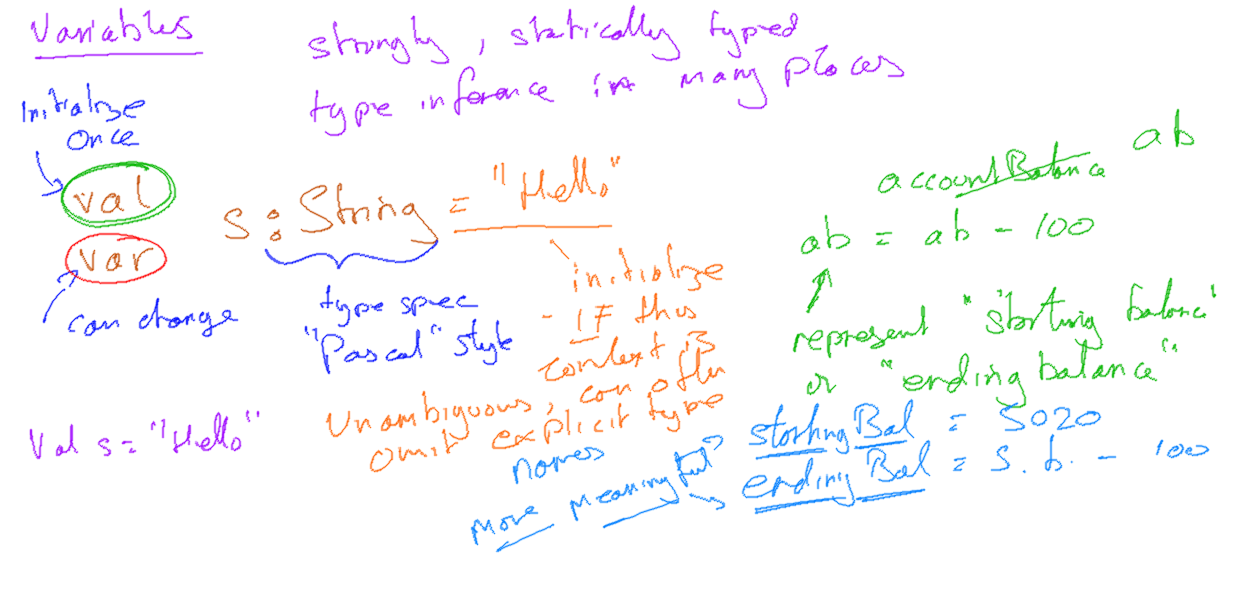 Variables
strongly, statically typed
type inference in many places
Initialize
once
val
var
can change
s : String = "Hello"
type spec
"Pascal" style
initialize
- IF this
context is
unambiguous, can often
omit explicit type
Val s = "Hello"
accountBalance ab
ab = ab - 100
represent "starting balance"
or "ending balance"
names
more meaningful
startingBal = 5020
endingBal = s.b. - 100